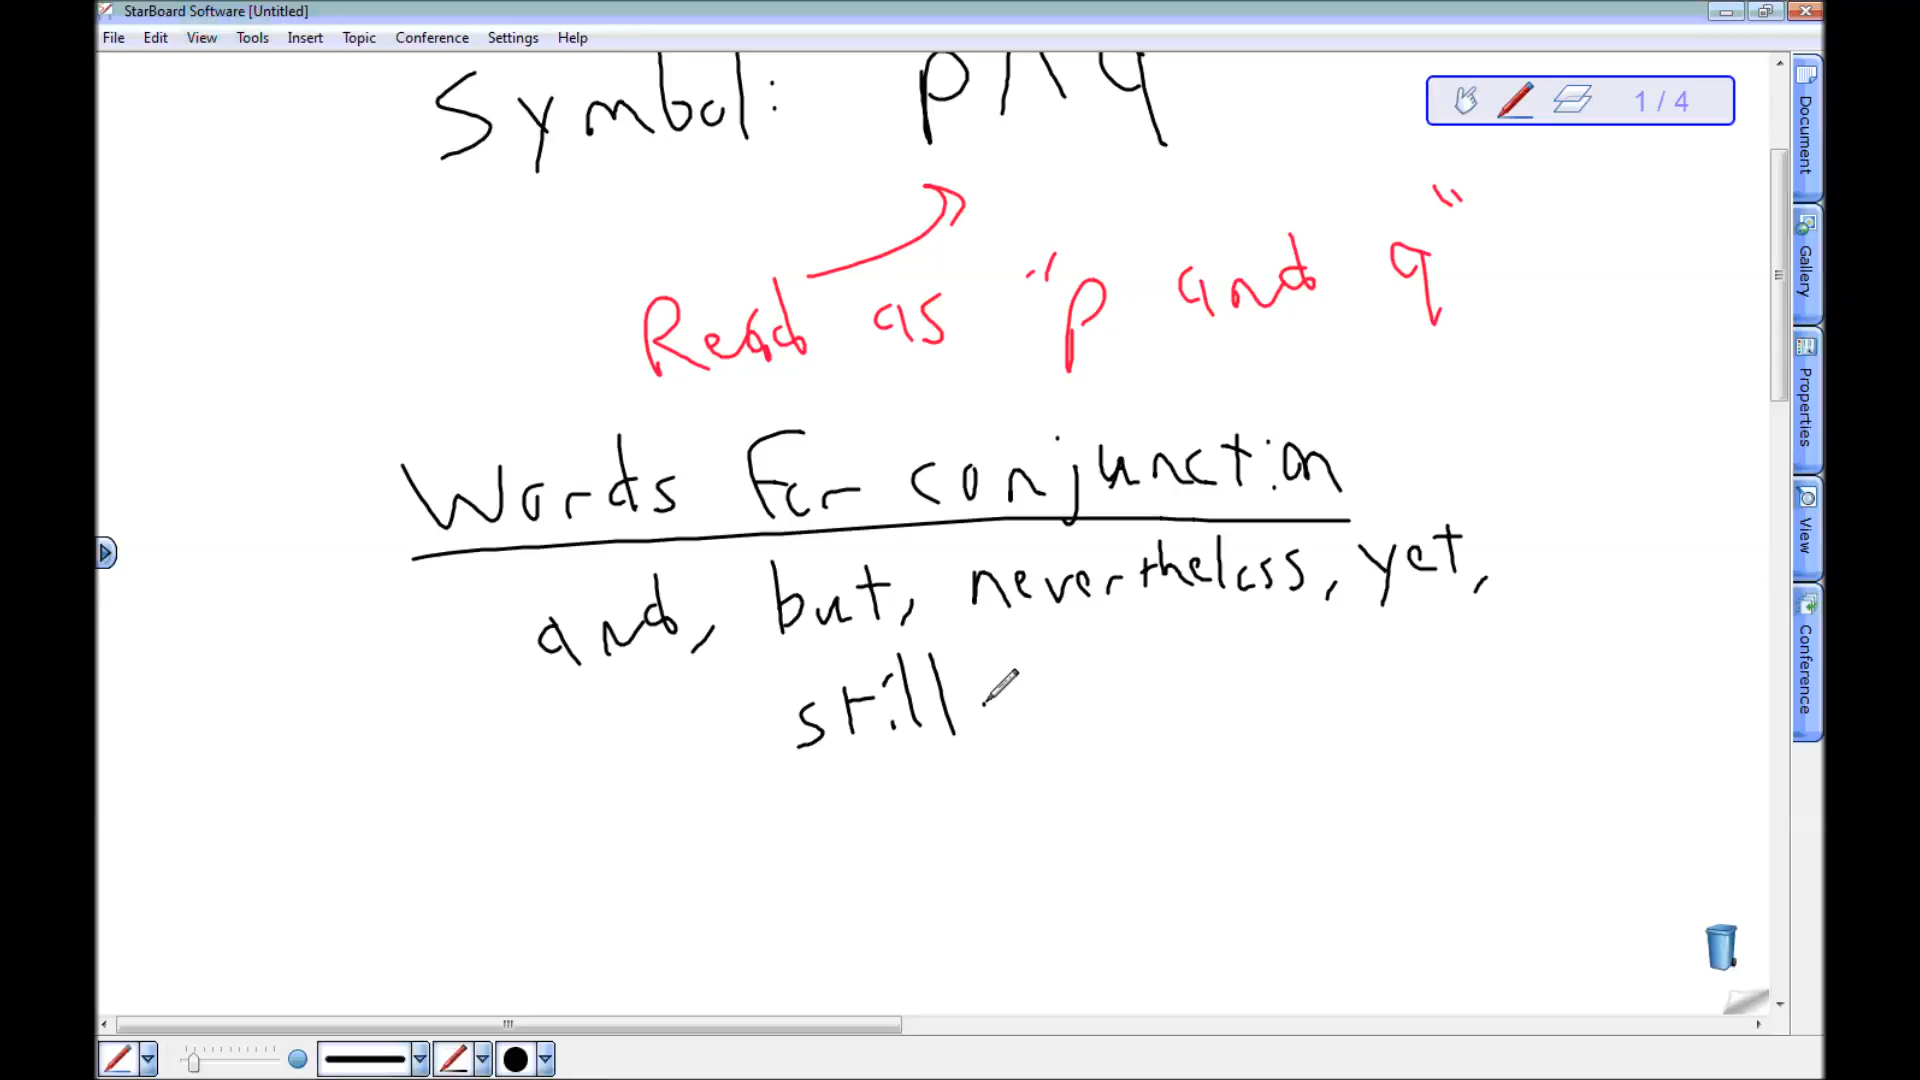 StarBoard Software [Untitled]
File Edit View Tools Insert Topic Conference Settings Help
Symbol: p∧q
1 / 4
Read as "p and q"
Words For conjunction
and, but, nevertheless, yet,
still
Document
Gallery
Properties
View
Conference